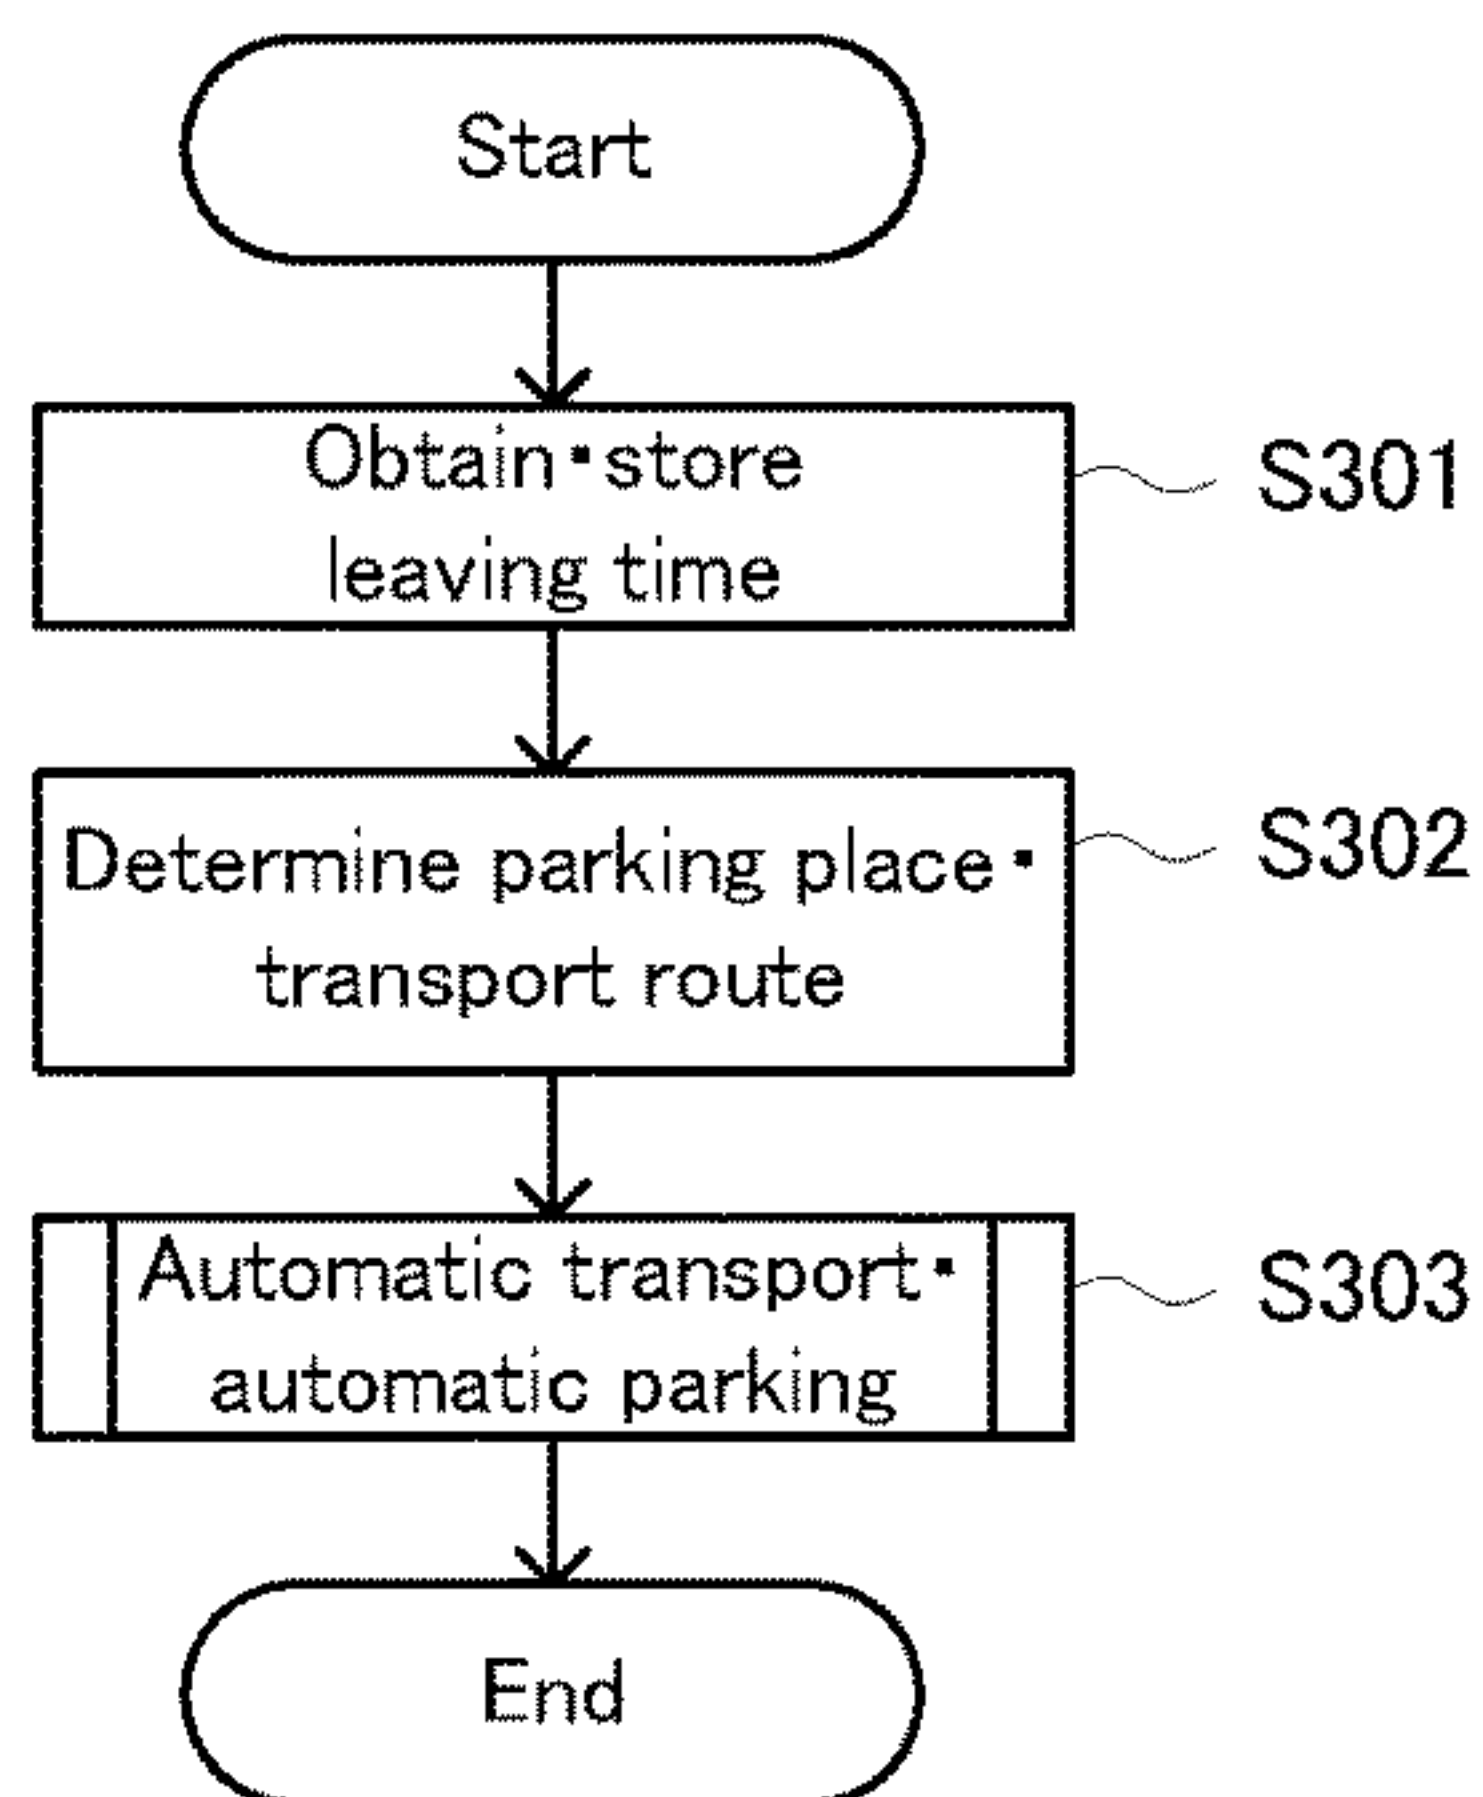 Start
Obtain・store
leaving time
S301
Determine parking place・
transport route
S302
Automatic transport・
automatic parking
S303
End